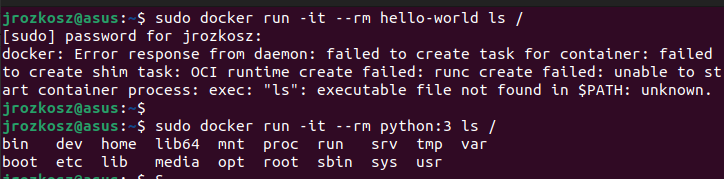 jrozkosz@asus:~$ sudo docker run -it --rm hello-world ls /
[sudo] password for jrozkosz:
docker: Error response from daemon: failed to create task for container: failed
to create shim task: OCI runtime create failed: runc create failed: unable to st
art container process: exec: "ls": executable file not found in $PATH: unknown.
jrozkosz@asus:~$
jrozkosz@asus:~$ sudo docker run -it --rm python:3 ls /
bin   dev  home  lib64  mnt  proc  run   srv  tmp  var
boot  etc  lib   media  opt  root  sbin  sys  usr